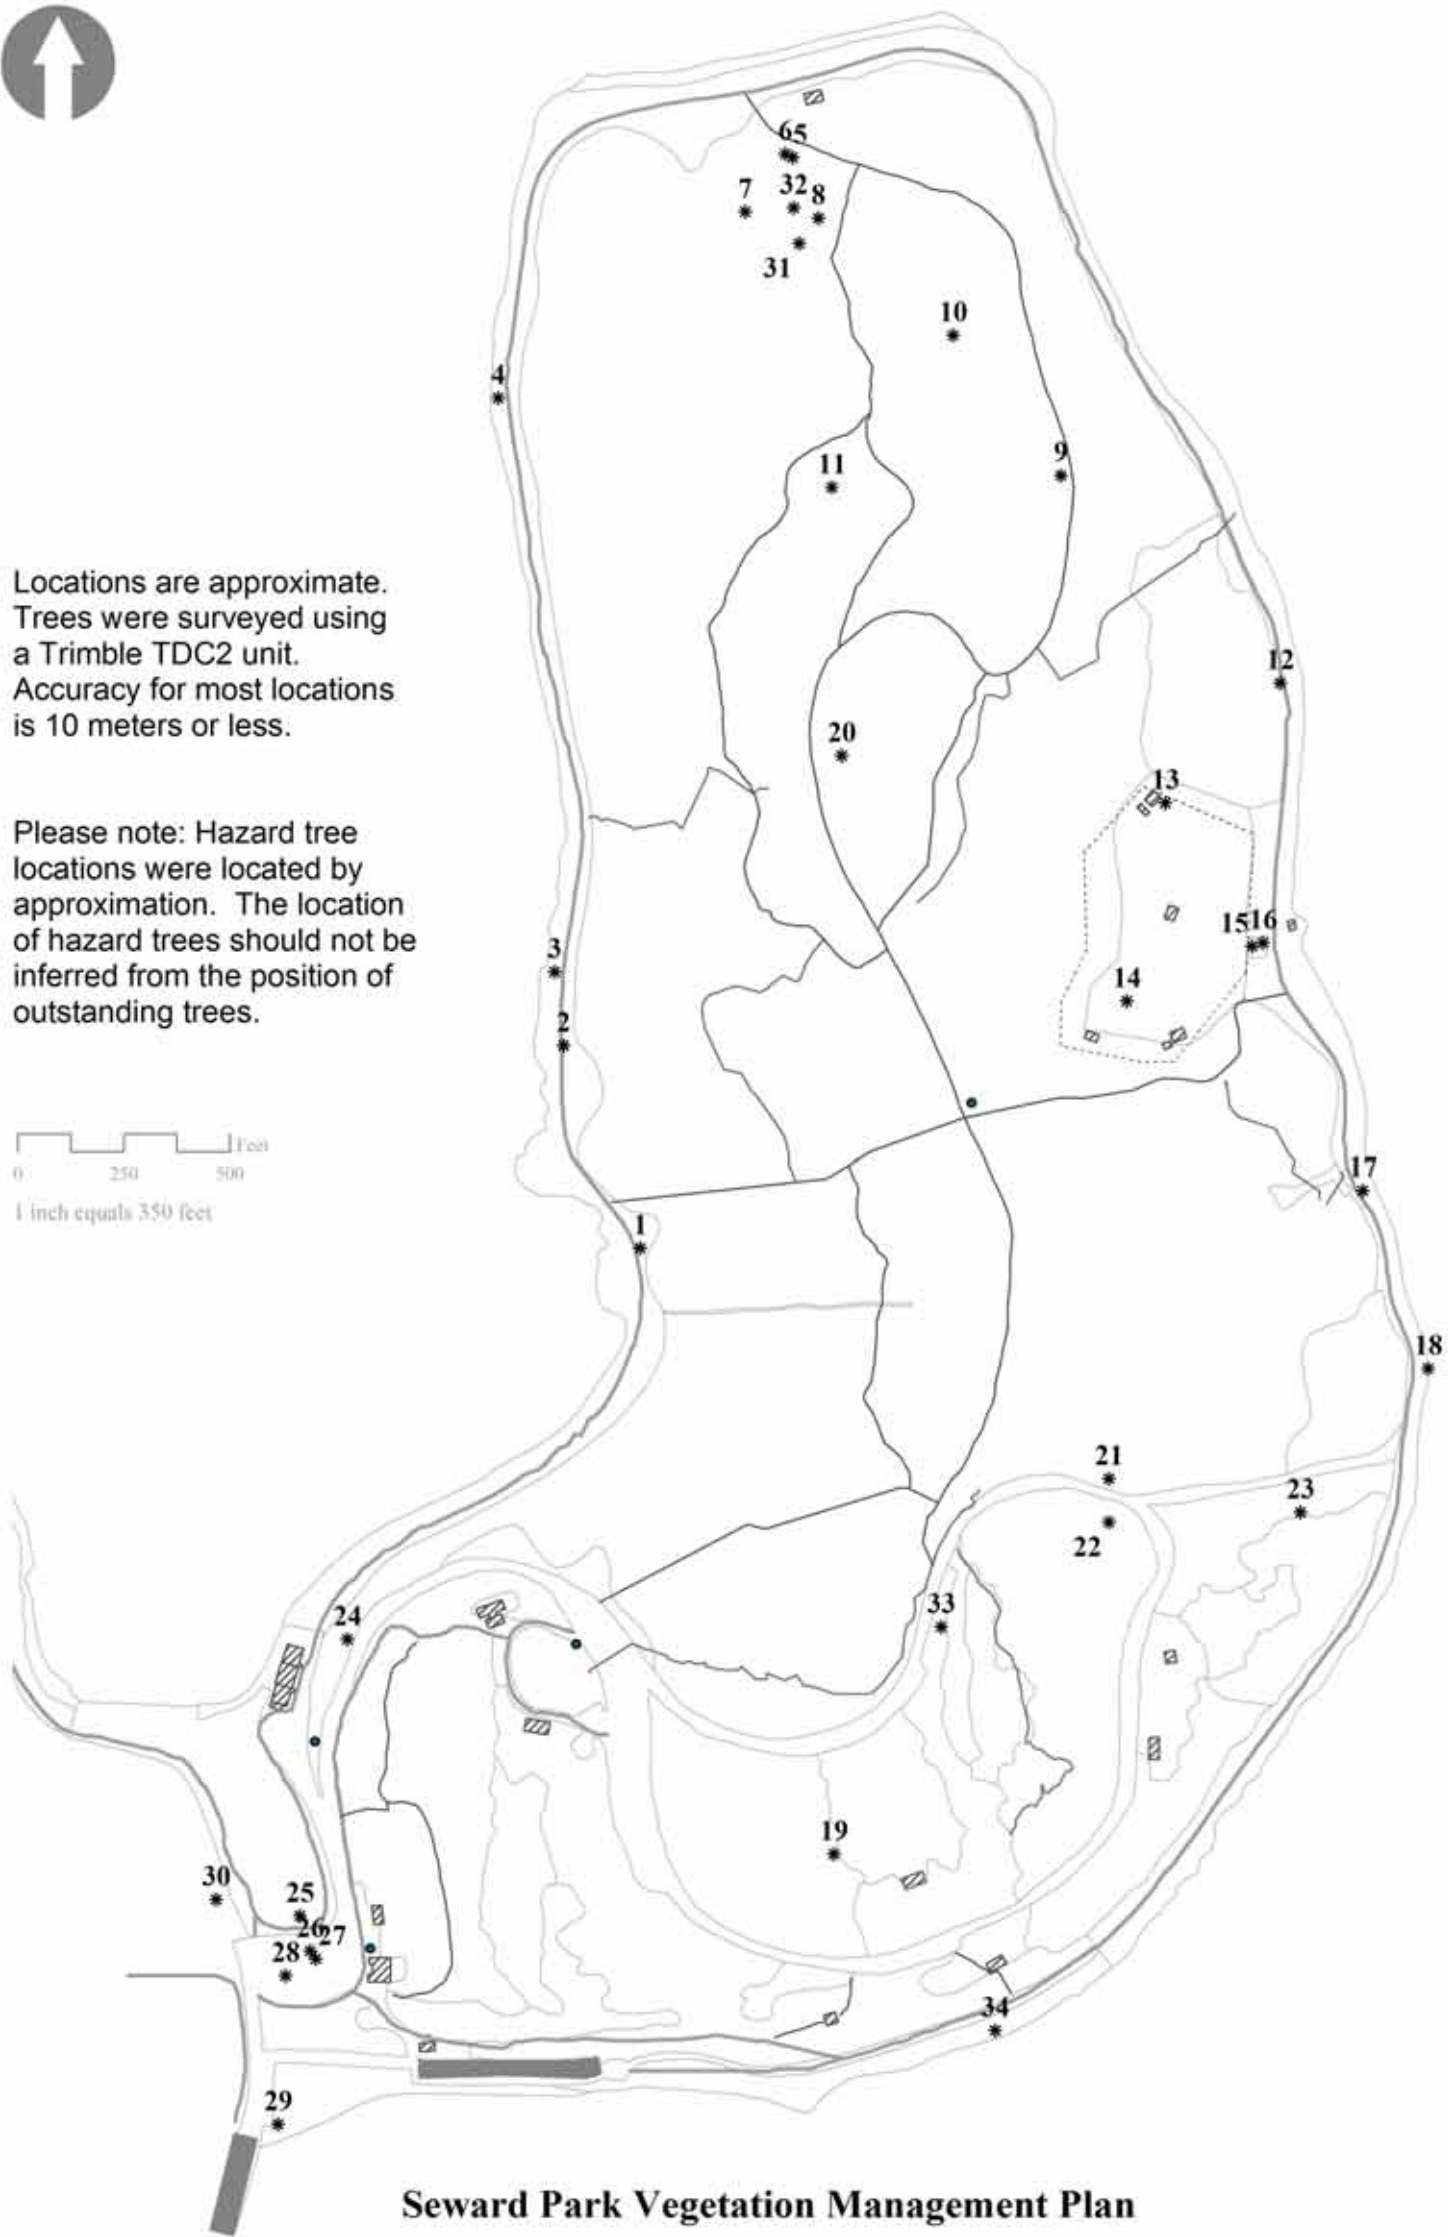 65
7
32
8
31
10
4
9
11
Locations are approximate.
Trees were surveyed using
a Trimble TDC2 unit.
Accuracy for most locations
is 10 meters or less.
12
20
13
Please note: Hazard tree
locations were located by
approximation. The location
of hazard trees should not be
inferred from the position of
outstanding trees.
1516
3
14
2
Feet
0 250 500
1 inch equals 350 feet
17
1
18
21
23
22
33
24
19
30
25
26
27
28
34
29
Seward Park Vegetation Management Plan